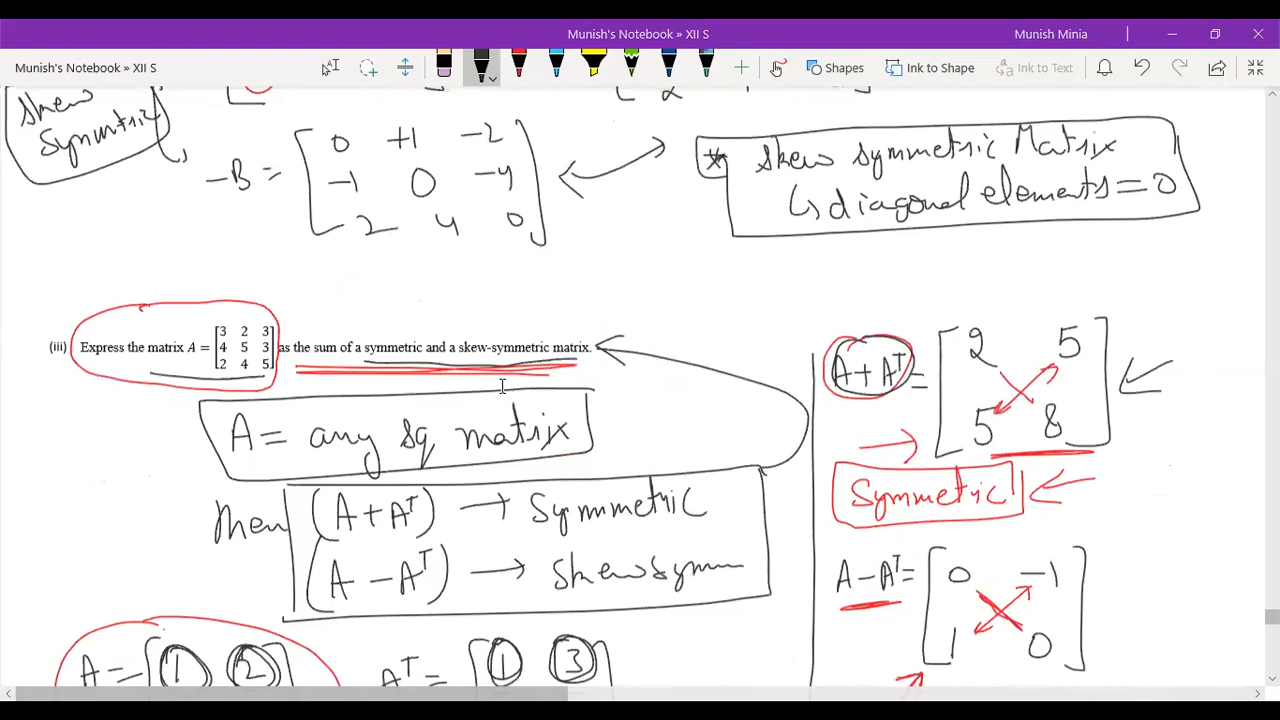 Munish's Notebook » XII S
Munish Minia
Munish's Notebook » XII S
Shapes
Ink to Shape
Ink to Text
Skew
Symmetric
2
-B = [0 +1 -2
-1 0 -4
2 4 0]
* Skew Symmetric Matrix
↳ diagonal elements = 0
(iii) Express the matrix A = [3 2 3
4 5 3
2 4 5] as the sum of a symmetric and a skew-symmetric matrix.
A = any sq matrix
Then (A + Aᵀ) → Symmetric
(A - Aᵀ) → Skew symm
A = [1 2]
Aᵀ = [1 3]
A + Aᵀ = [2 5
5 8]
Symmetric
A - Aᵀ = [0 -1
1 0]